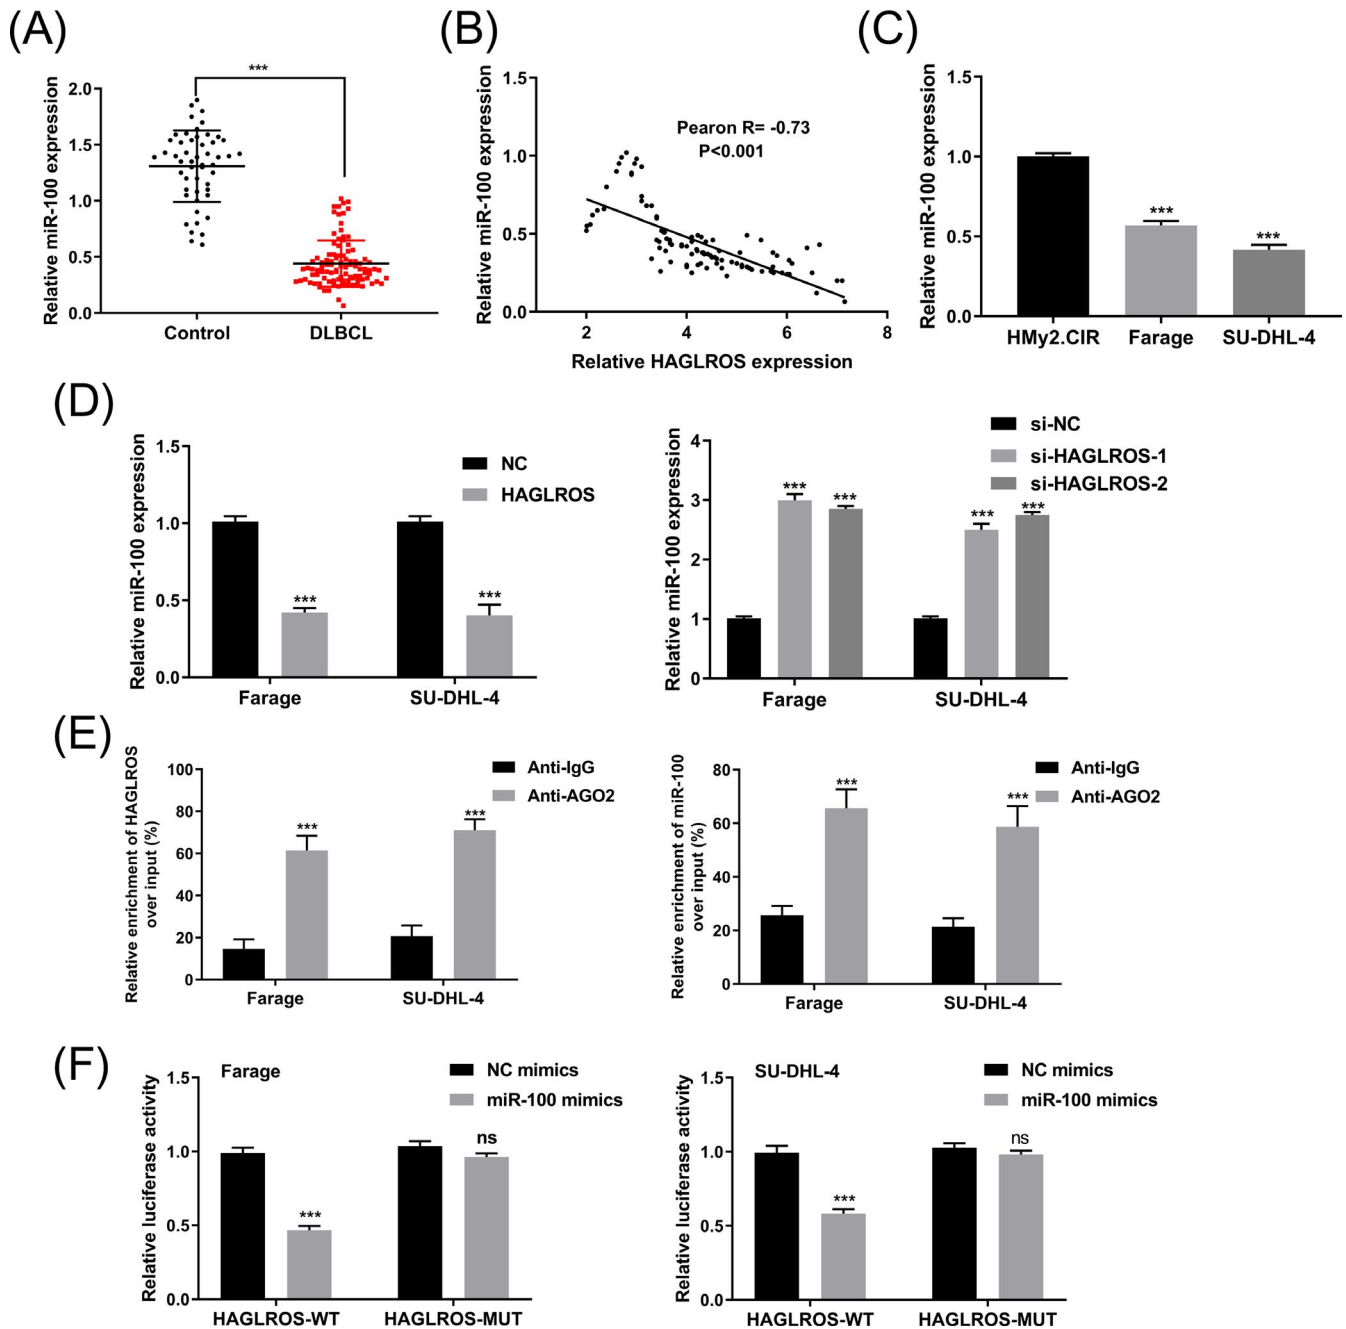 (A)
Relative miR-100 expression
2.0
1.5
1.0
0.5
0.0
***
Control
DLBCL
(B)
Relative miR-100 expression
1.5
1.0
0.5
0.0
Pearon R= -0.73
P<0.001
2
4
6
8
Relative HAGLROS expression
(C)
Relative miR-100 expression
1.5
1.0
0.5
0.0
***
***
HMy2.CIR
Farage
SU-DHL-4
(D)
Relative miR-100 expression
1.5
1.0
0.5
0.0
NC
HAGLROS
***
***
Farage
SU-DHL-4
Relative miR-100 expression
4
3
2
1
0
si-NC
si-HAGLROS-1
si-HAGLROS-2
***
***
***
***
Farage
SU-DHL-4
(E)
Relative enrichment of HAGLROS
over input (%)
100
80
60
40
20
0
Anti-IgG
Anti-AGO2
***
***
Farage
SU-DHL-4
Relative enrichment of miR-100
over input (%)
80
60
40
20
0
Anti-IgG
Anti-AGO2
***
***
Farage
SU-DHL-4
(F)
Relative luciferase activity
1.5
1.0
0.5
0.0
Farage
NC mimics
miR-100 mimics
***
ns
HAGLROS-WT
HAGLROS-MUT
Relative luciferase activity
1.5
1.0
0.5
0.0
SU-DHL-4
NC mimics
miR-100 mimics
***
ns
HAGLROS-WT
HAGLROS-MUT